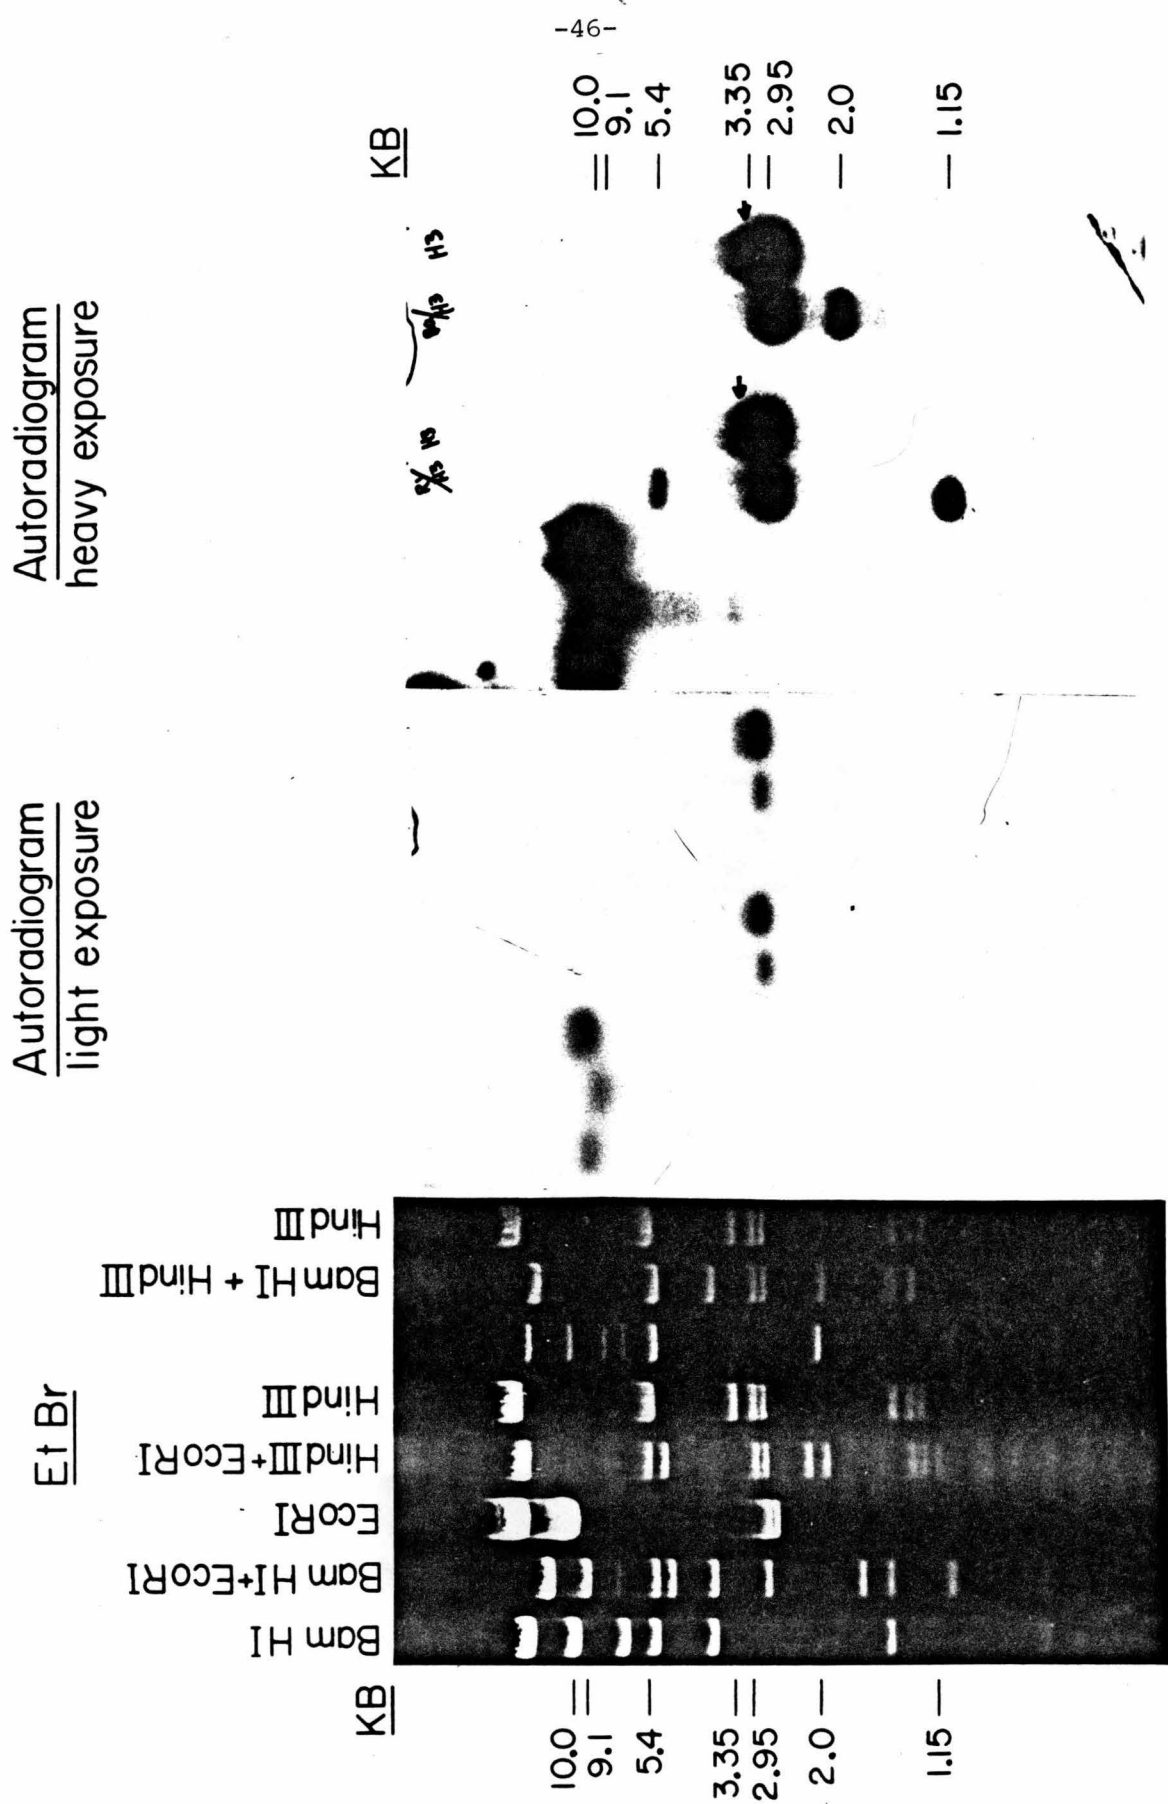 -46-
Et Br
Autoradiogram
light exposure
Autoradiogram
heavy exposure
Bam HI
Bam HI+EcoRI
EcoRI
HindIII+EcoRI
HindIII
Bam HI + HindIII
HindIII
H3
H3
KB
10.0
9.1
5.4
3.35
2.95
2.0
1.15
KB
10.0
9.1
5.4
3.35
2.95
2.0
1.15